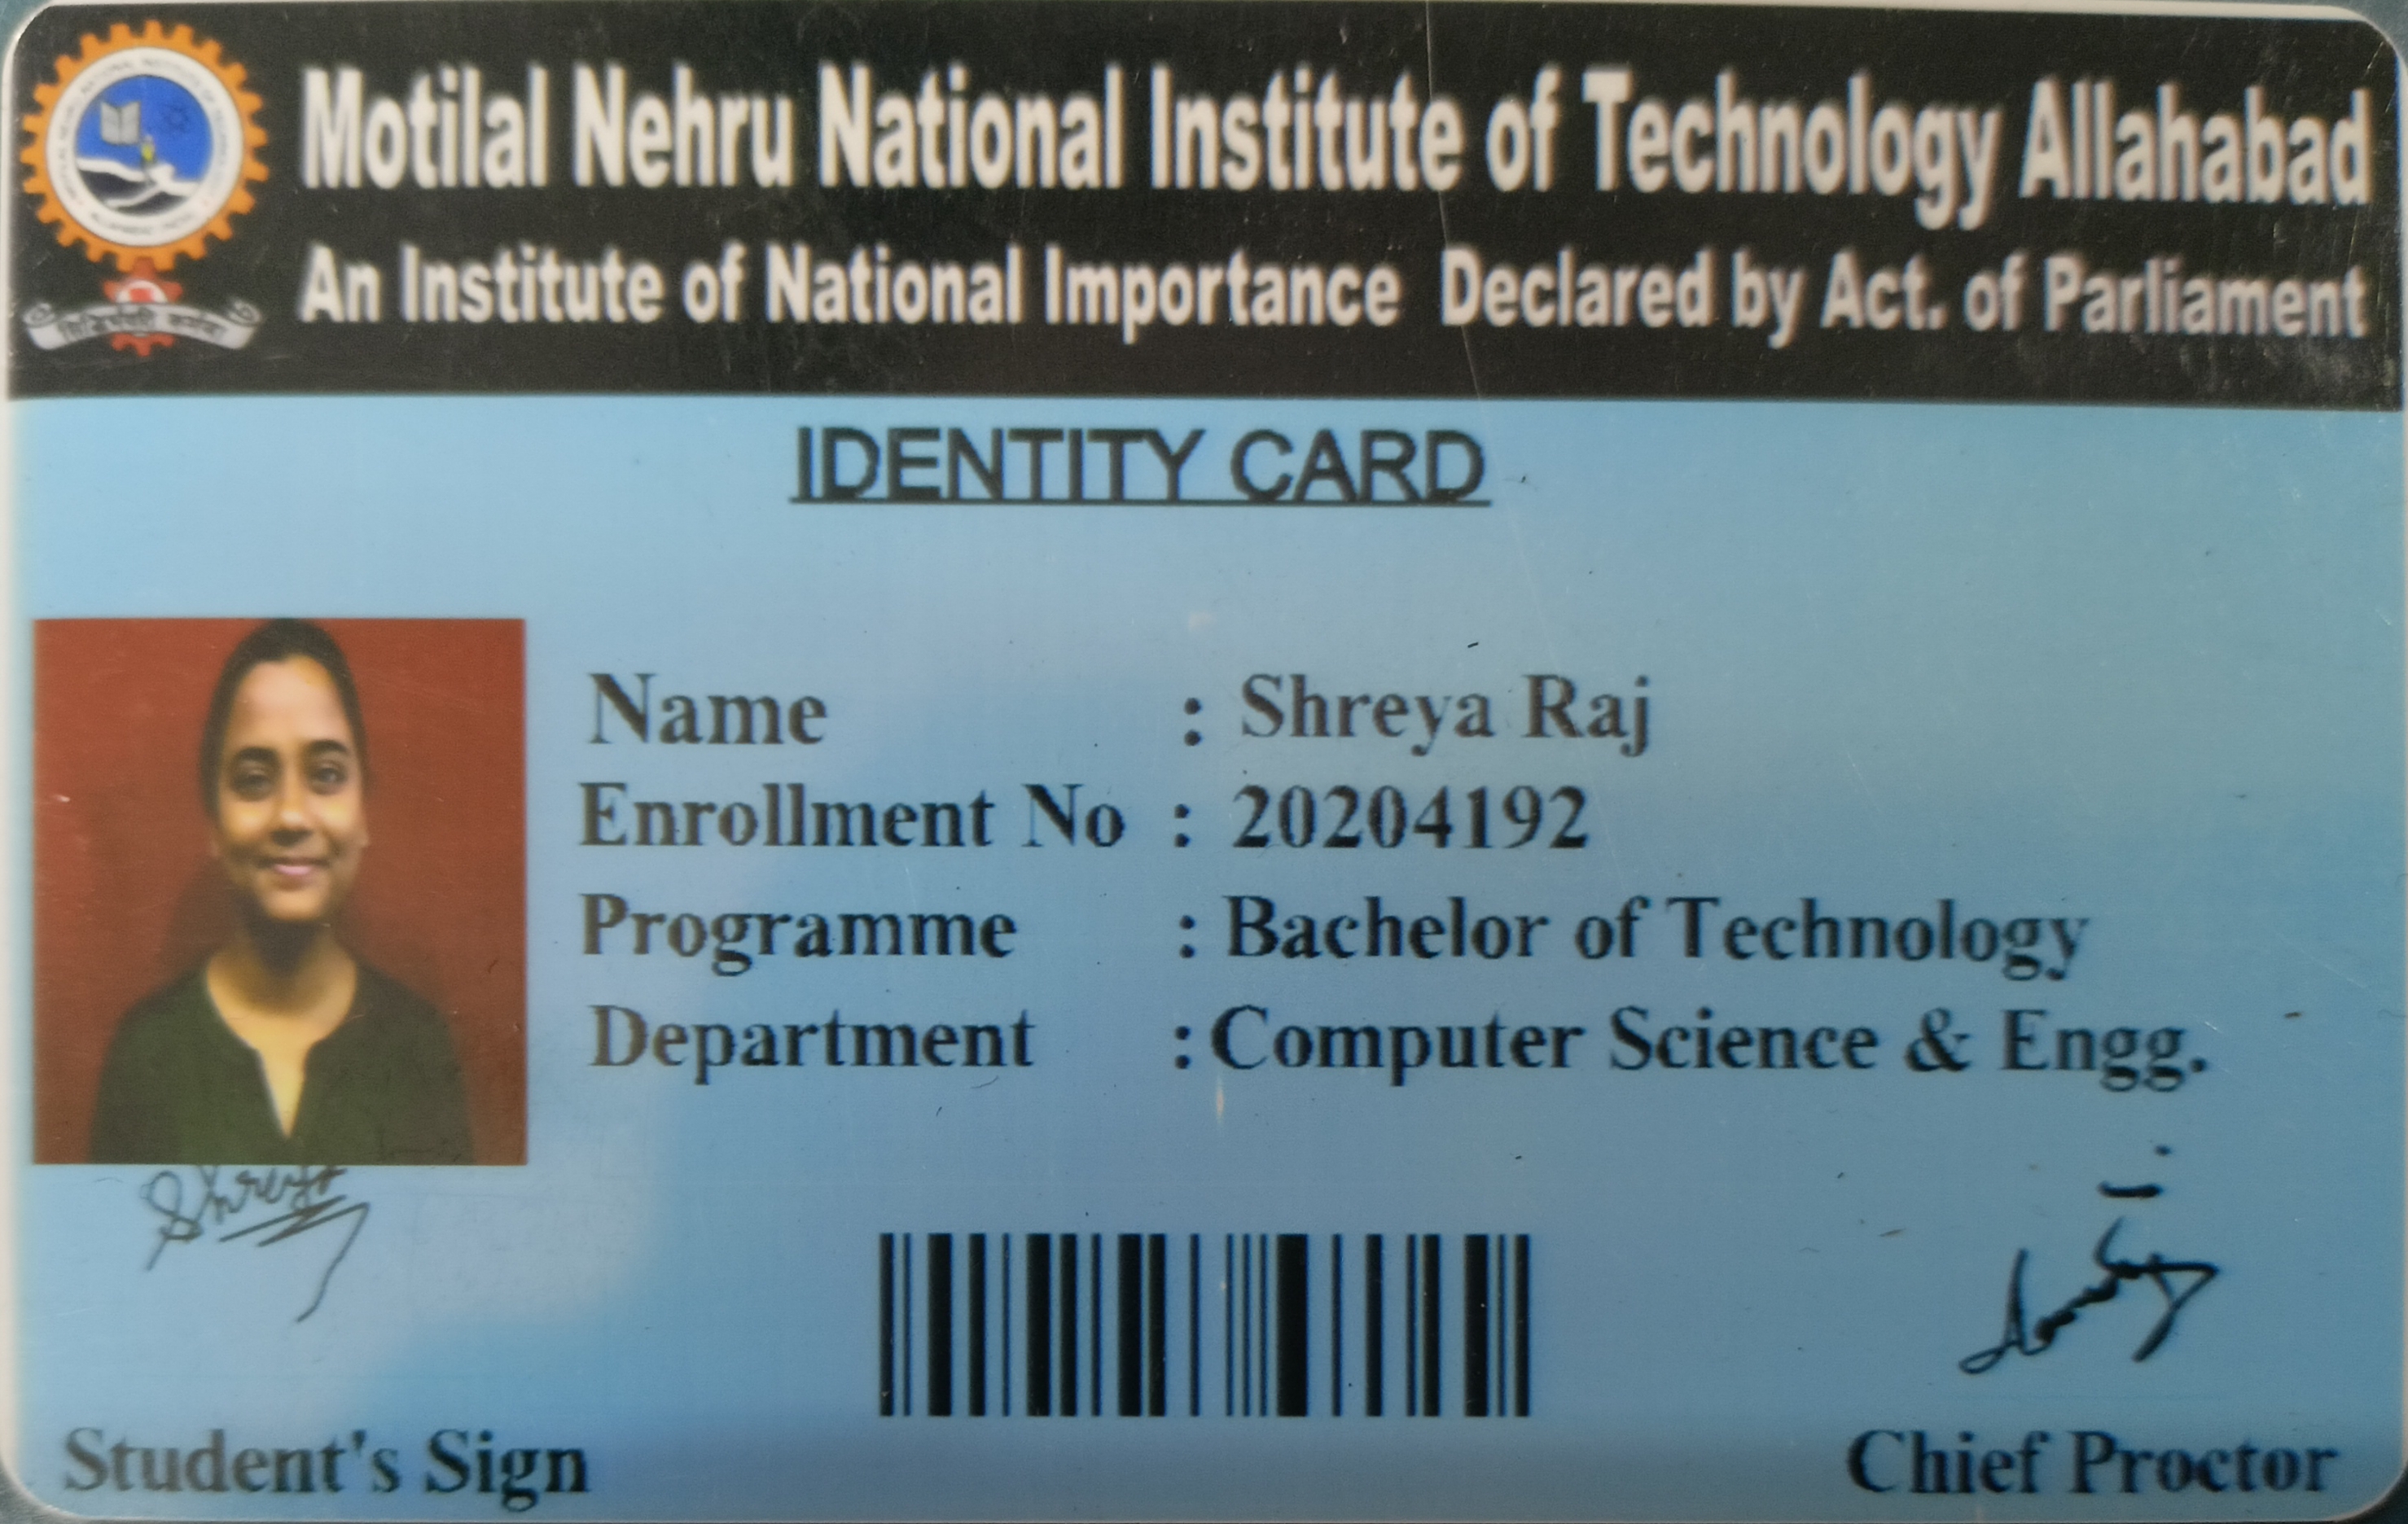 Motilal Nehru National Institute of Technology Allahabad
An Institute of National Importance Declared by Act. of Parliament
IDENTITY CARD
Name : Shreya Raj
Enrollment No : 20204192
Programme : Bachelor of Technology
Department : Computer Science & Engg.
Shreya
Student's Sign
Chief Proctor